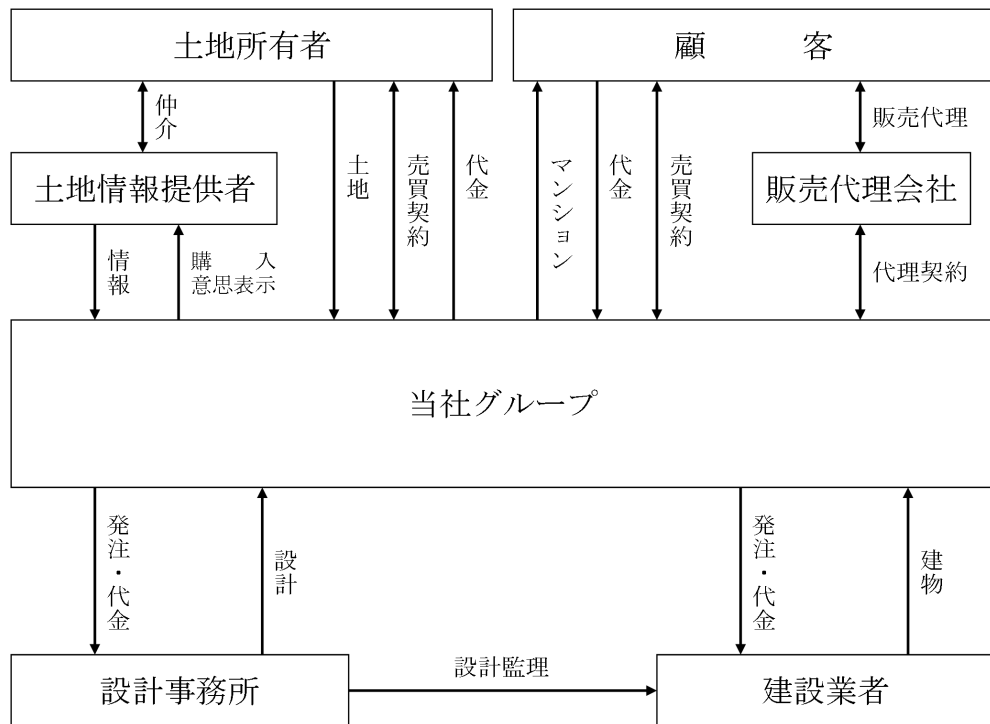 土地所有者
顧客
仲介
販売代理
土地
売買契約
代金
マンション
代金
売買契約
土地情報提供者
販売代理会社
情報
購入
意思表示
代理契約
当社グループ
発注・代金
設計
発注・代金
建物
設計監理
設計事務所
建設業者